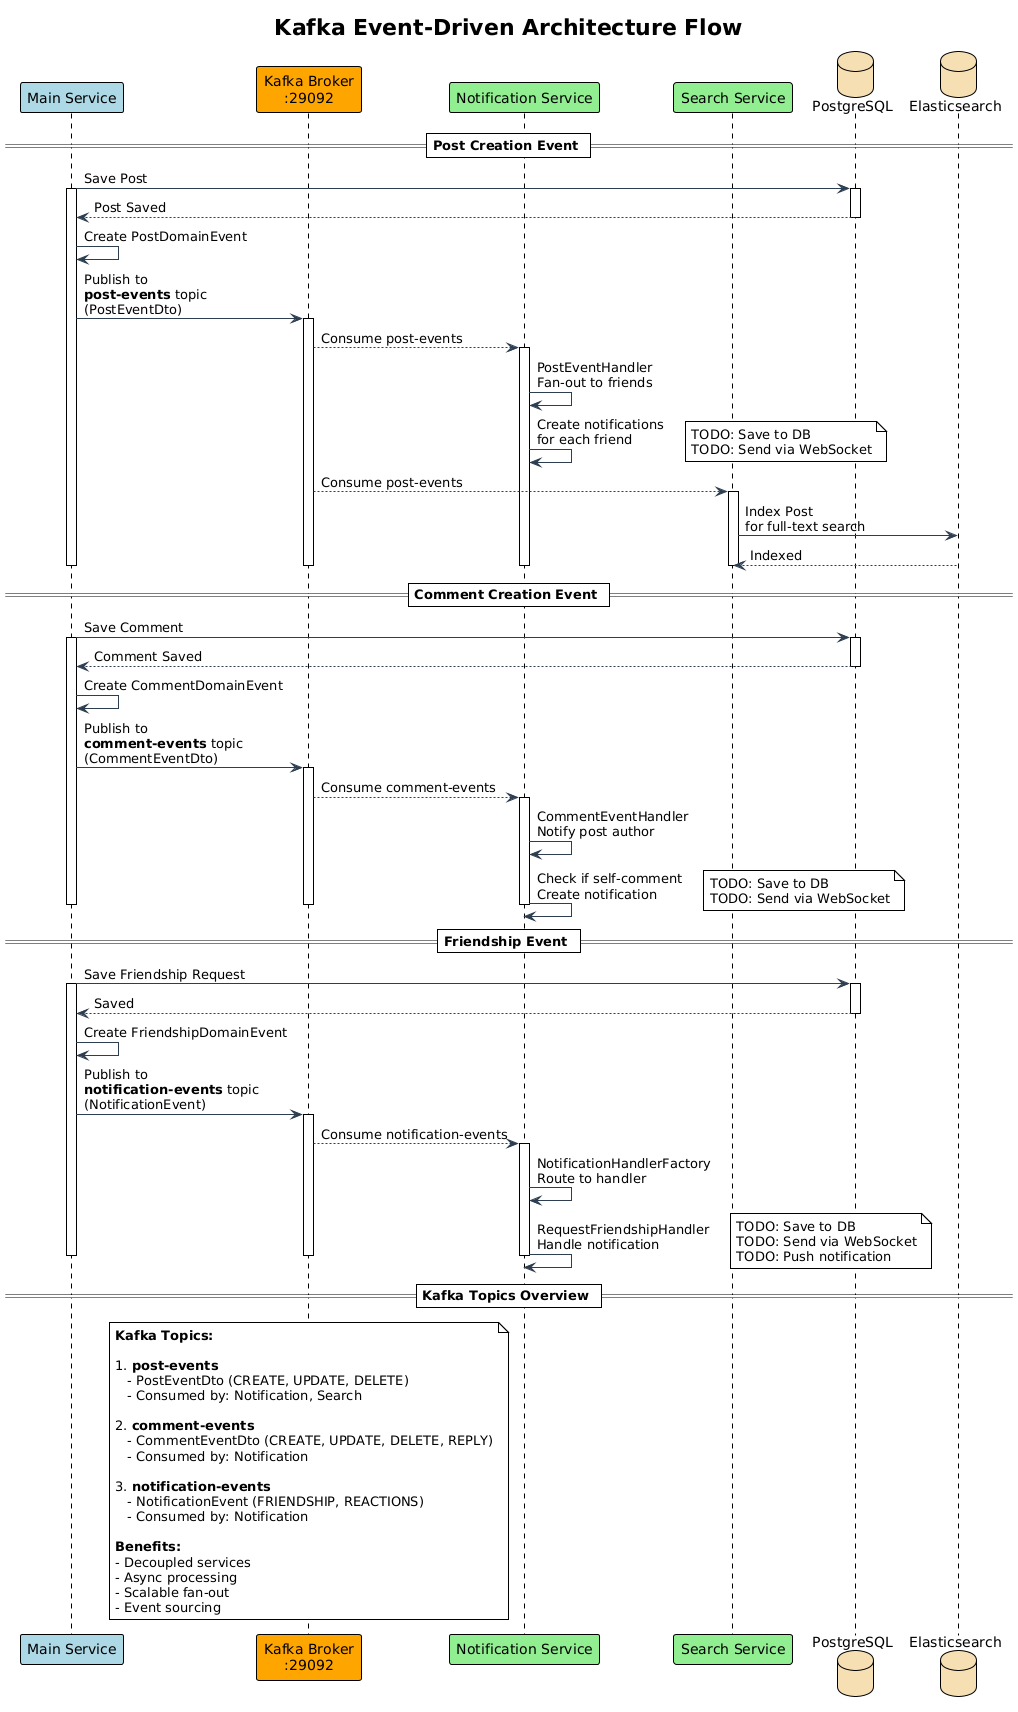 Kafka Event-Driven Architecture Flow
Main Service
Kafka Broker
:29092
Notification Service
Search Service
PostgreSQL
Elasticsearch
Post Creation Event
Save Post
Post Saved
Create PostDomainEvent
Publish to
post-events topic
(PostEventDto)
Consume post-events
PostEventHandler
Fan-out to friends
Create notifications
for each friend
TODO: Save to DB
TODO: Send via WebSocket
Consume post-events
Index Post
for full-text search
Indexed
Comment Creation Event
Save Comment
Comment Saved
Create CommentDomainEvent
Publish to
comment-events topic
(CommentEventDto)
Consume comment-events
CommentEventHandler
Notify post author
Check if self-comment
Create notification
TODO: Save to DB
TODO: Send via WebSocket
Friendship Event
Save Friendship Request
Saved
Create FriendshipDomainEvent
Publish to
notification-events topic
(NotificationEvent)
Consume notification-events
NotificationHandlerFactory
Route to handler
RequestFriendshipHandler
Handle notification
TODO: Save to DB
TODO: Send via WebSocket
TODO: Push notification
Kafka Topics Overview
Kafka Topics:
1. post-events
- PostEventDto (CREATE, UPDATE, DELETE)
- Consumed by: Notification, Search
2. comment-events
- CommentEventDto (CREATE, UPDATE, DELETE, REPLY)
- Consumed by: Notification
3. notification-events
- NotificationEvent (FRIENDSHIP, REACTIONS)
- Consumed by: Notification
Benefits:
- Decoupled services
- Async processing
- Scalable fan-out
- Event sourcing
Main Service
Kafka Broker
:29092
Notification Service
Search Service
PostgreSQL
Elasticsearch